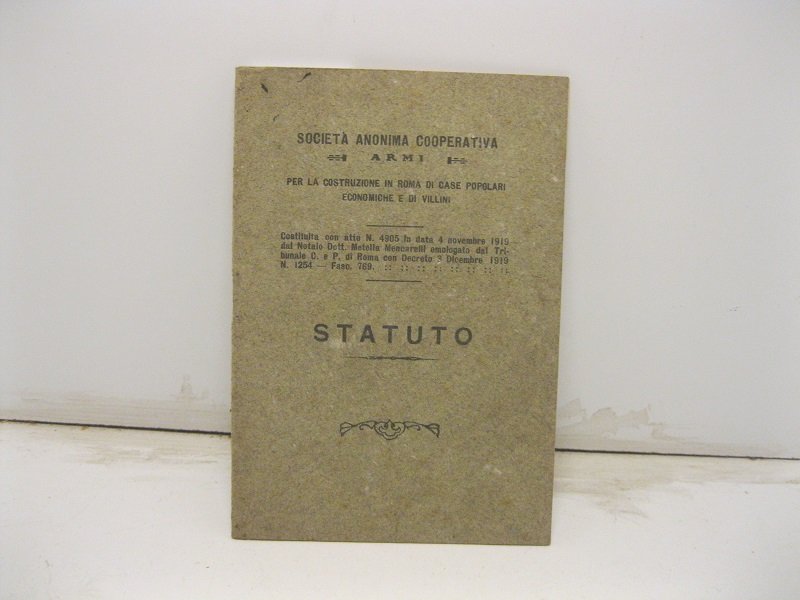 SOCIETÀ ANONIMA COOPERATIVA
ARMI
PER LA COSTRUZIONE IN ROMA DI CASE POPOLARI
ECONOMICHE E DI VILLINI
Costituita con atto N. 4905 in data 4 novembre 1919
dal Notaio Dott. Metello Mencarelli omologato dal Tri-
bunale C. e P. di Roma con Decreto 3 Dicembre 1919
N. 1254 — Fasc. 769. :: :: :: :: :: :: :: ::
STATUTO